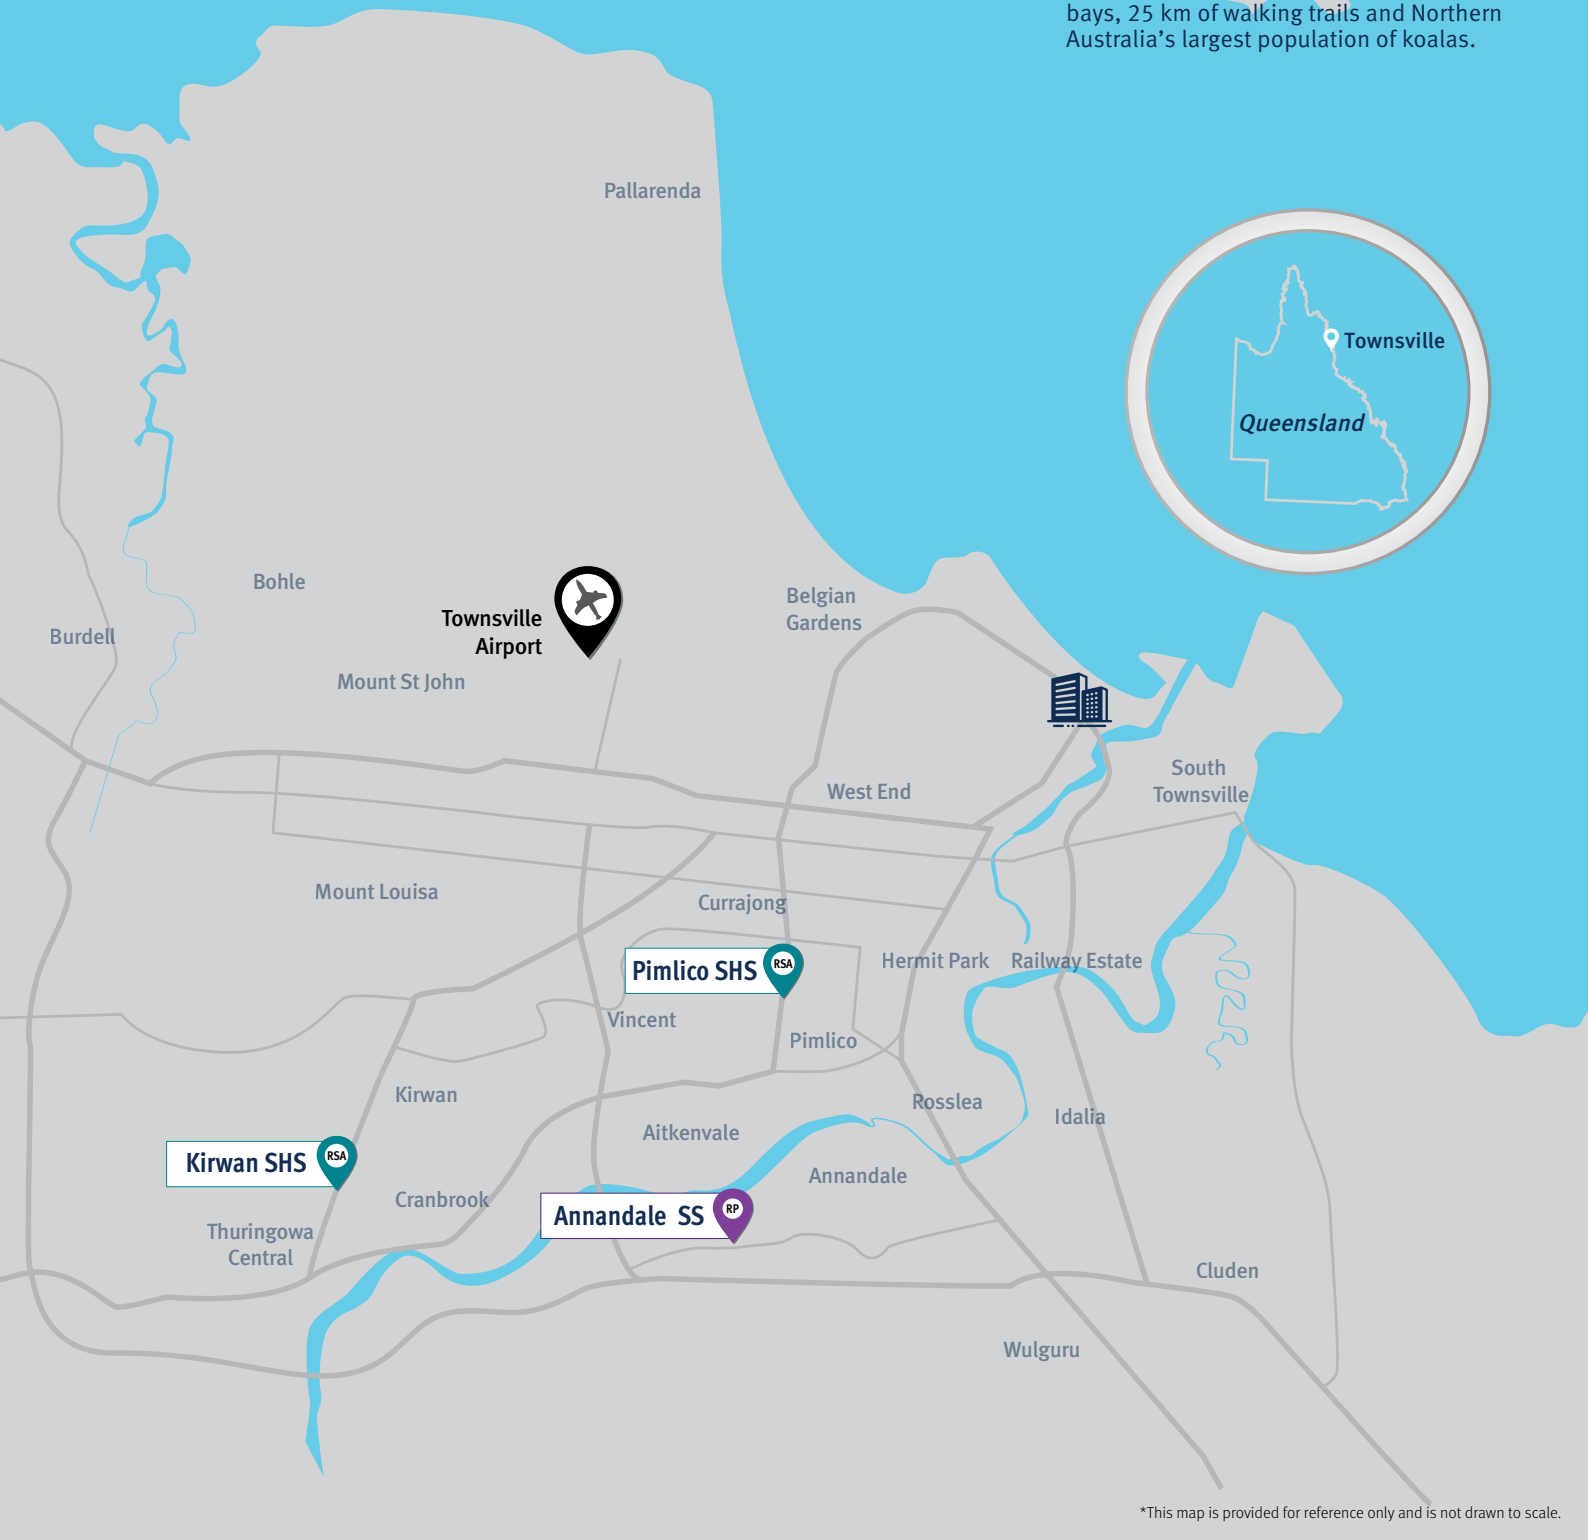 bays, 25 km of walking trails and Northern
Australia’s largest population of koalas.
Pallarenda
Townsville
Queensland
Bohle
Belgian
Gardens
Townsville
Airport
Burdell
Mount St John
South
Townsville
West End
Mount Louisa
Currajong
Hermit Park
Railway Estate
Pimlico SHS
RSA
Vincent
Pimlico
Kirwan
Rosslea
Idalia
Aitkenvale
Kirwan SHS
RSA
Annandale
Cranbrook
Annandale SS
RP
Thuringowa
Central
Cluden
Wulguru
*This map is provided for reference only and is not drawn to scale.